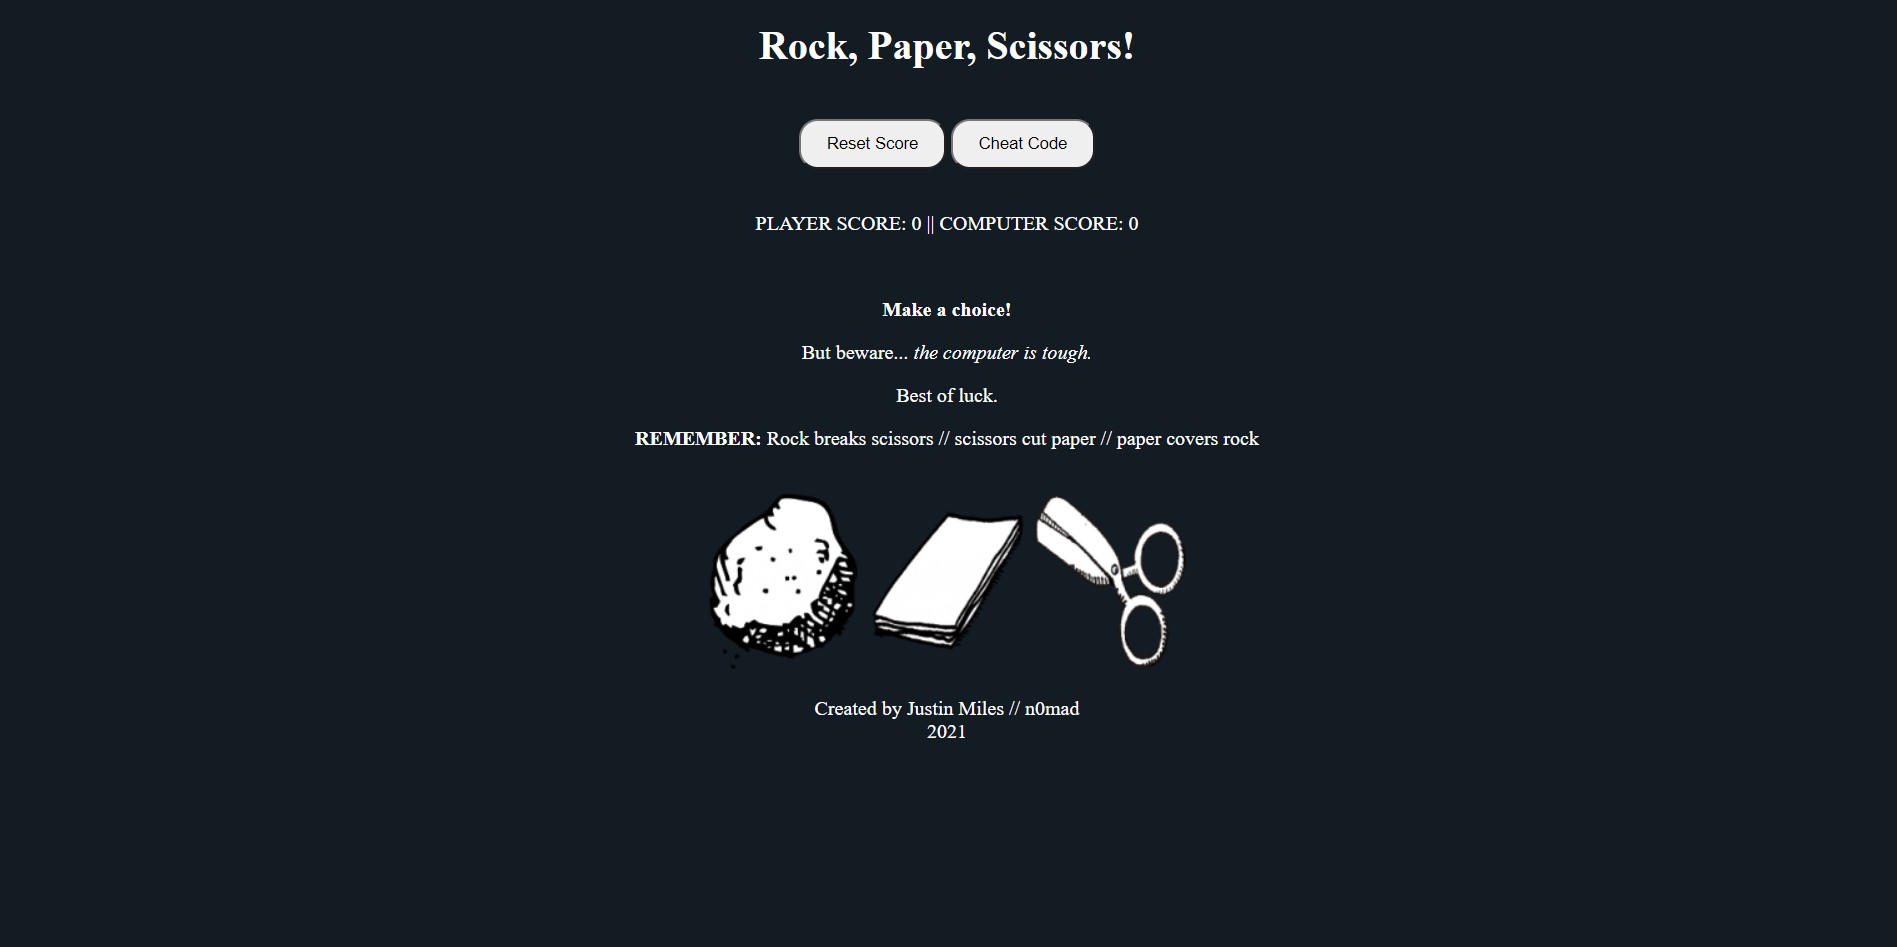 Rock, Paper, Scissors!
Reset Score
Cheat Code
PLAYER SCORE: 0 || COMPUTER SCORE: 0
Make a choice!
But beware... the computer is tough.
Best of luck.
REMEMBER: Rock breaks scissors // scissors cut paper // paper covers rock
Created by Justin Miles // n0mad
2021